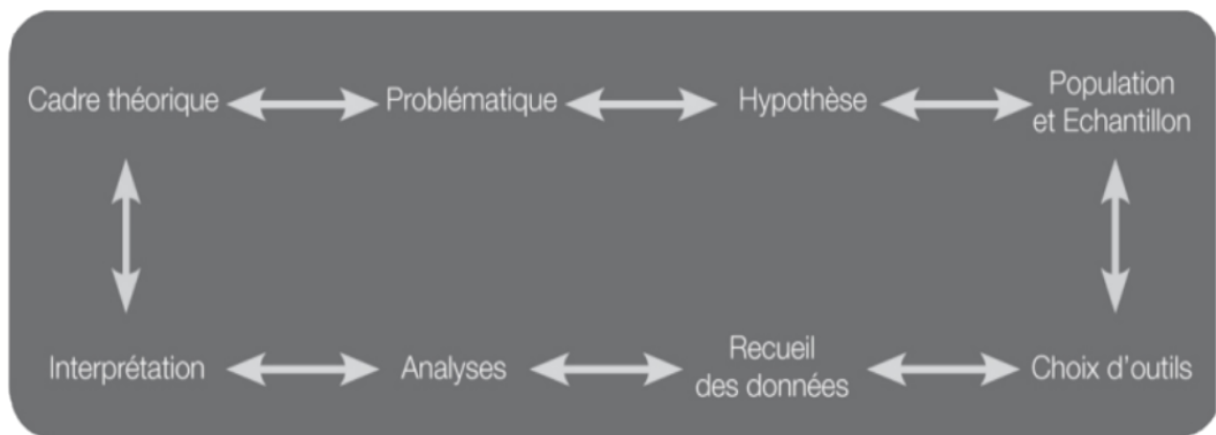 Cadre théorique
Problématique
Hypothèse
Population
et Echantillon
Interprétation
Analyses
Recueil
des données
Choix d'outils